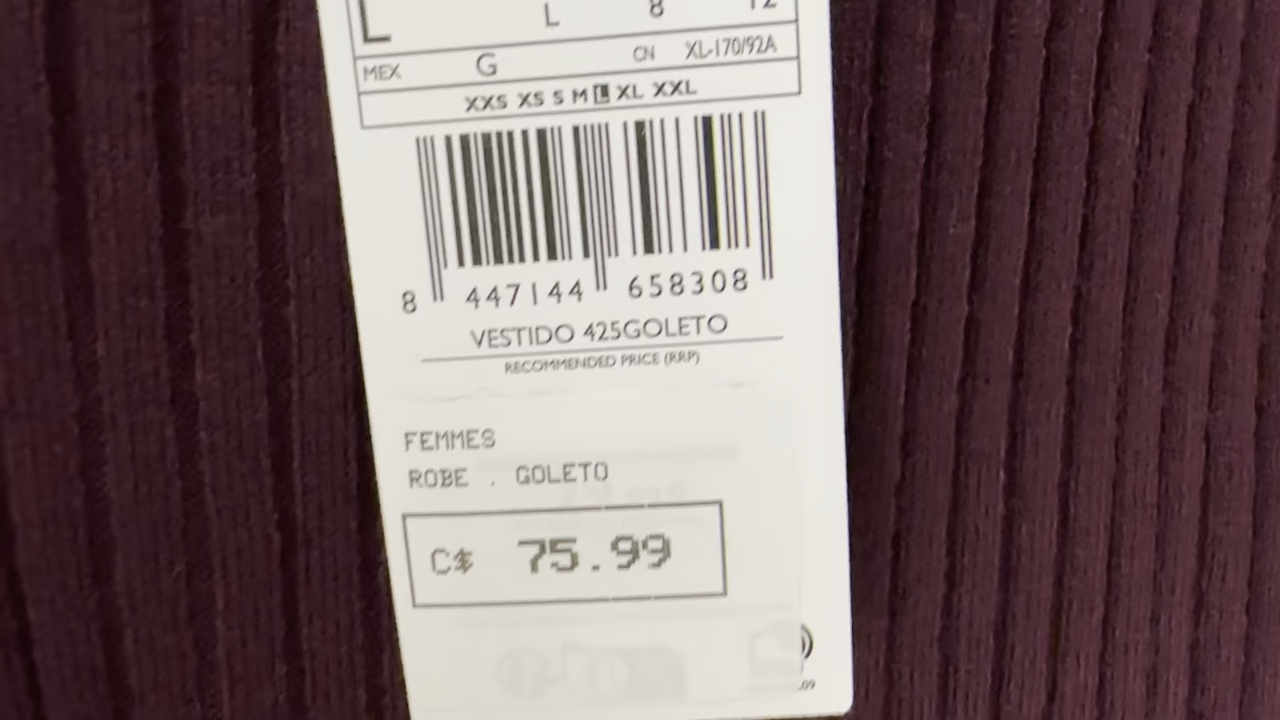 L L 8 12
MEX G CN XL-170/92A
XXS XS S M L XL XXL
8 447144 658308
VESTIDO 425GOLETO
RECOMMENDED PRICE (RRP)
FEMMES
ROBE . GOLETO
C$ 75.99